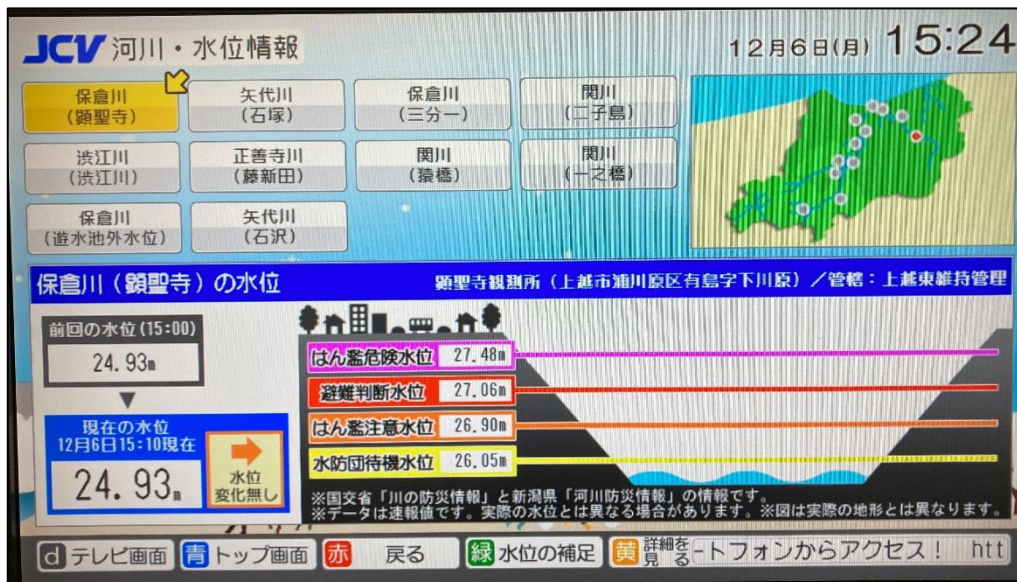 JCV 河川・水位情報
12月6日(月) 15:24
保倉川
(顕聖寺)
矢代川
(石塚)
保倉川
(三分一)
関川
(二子島)
渋江川
(渋江川)
正善寺川
(藤新田)
関川
(猿橋)
関川
(一之橋)
保倉川
(遊水池外水位)
矢代川
(石沢)
保倉川(顕聖寺)の水位
顕聖寺観測所(上越市浦川原区有島字下川原)/管轄:上越東維持管理
前回の水位(15:00)
24.93m
現在の水位
12月6日15:10現在
24.93m
水位
変化無し
はん濫危険水位 27.48m
避難判断水位 27.06m
はん濫注意水位 26.90m
水防団待機水位 26.05m
※国交省「川の防災情報」と新潟県「河川防災情報」の情報です。
※データは速報値です。実際の水位とは異なる場合があります。※図は実際の地形とは異なります。
d テレビ画面 青 トップ画面 赤 戻る 緑 水位の補足 黄 詳細を
見る
ートフォンからアクセス! htt